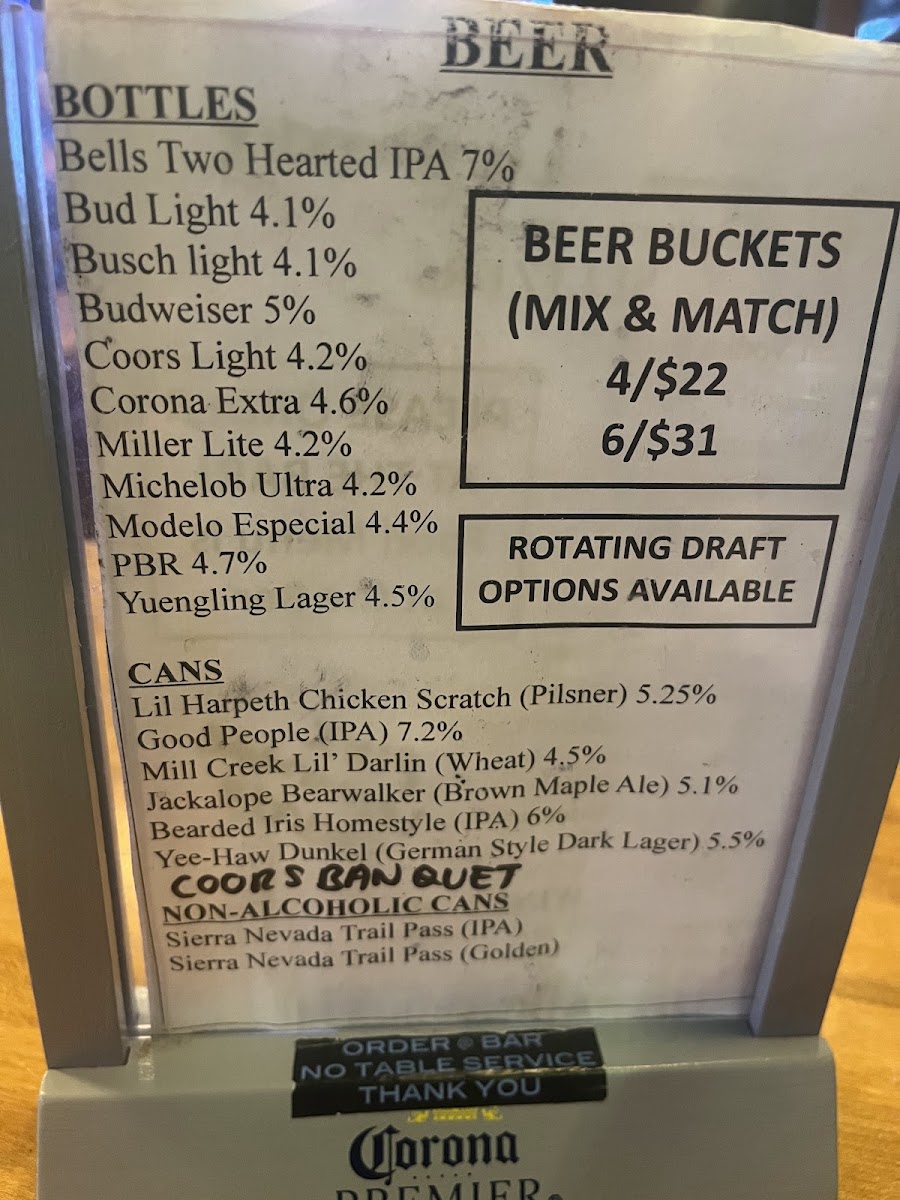 BEER
BOTTLES
Bells Two Hearted IPA 7%
Bud Light 4.1%
Busch light 4.1%
Budweiser 5%
Coors Light 4.2%
Corona Extra 4.6%
Miller Lite 4.2%
Michelob Ultra 4.2%
Modelo Especial 4.4%
PBR 4.7%
Yuengling Lager 4.5%
BEER BUCKETS
(MIX & MATCH)
4/$22
6/$31
ROTATING DRAFT
OPTIONS AVAILABLE
CANS
Lil Harpeth Chicken Scratch (Pilsner) 5.25%
Good People (IPA) 7.2%
Mill Creek Lil' Darlin (Wheat) 4.5%
Jackalope Bearwalker (Brown Maple Ale) 5.1%
Bearded Iris Homestyle (IPA) 6%
Yee-Haw Dunkel (German Style Dark Lager) 5.5%
COORS BANQUET
NON-ALCOHOLIC CANS
Sierra Nevada Trail Pass (IPA)
Sierra Nevada Trail Pass (Golden)
ORDER @ BAR
NO TABLE SERVICE
THANK YOU
Corona
PREMIER